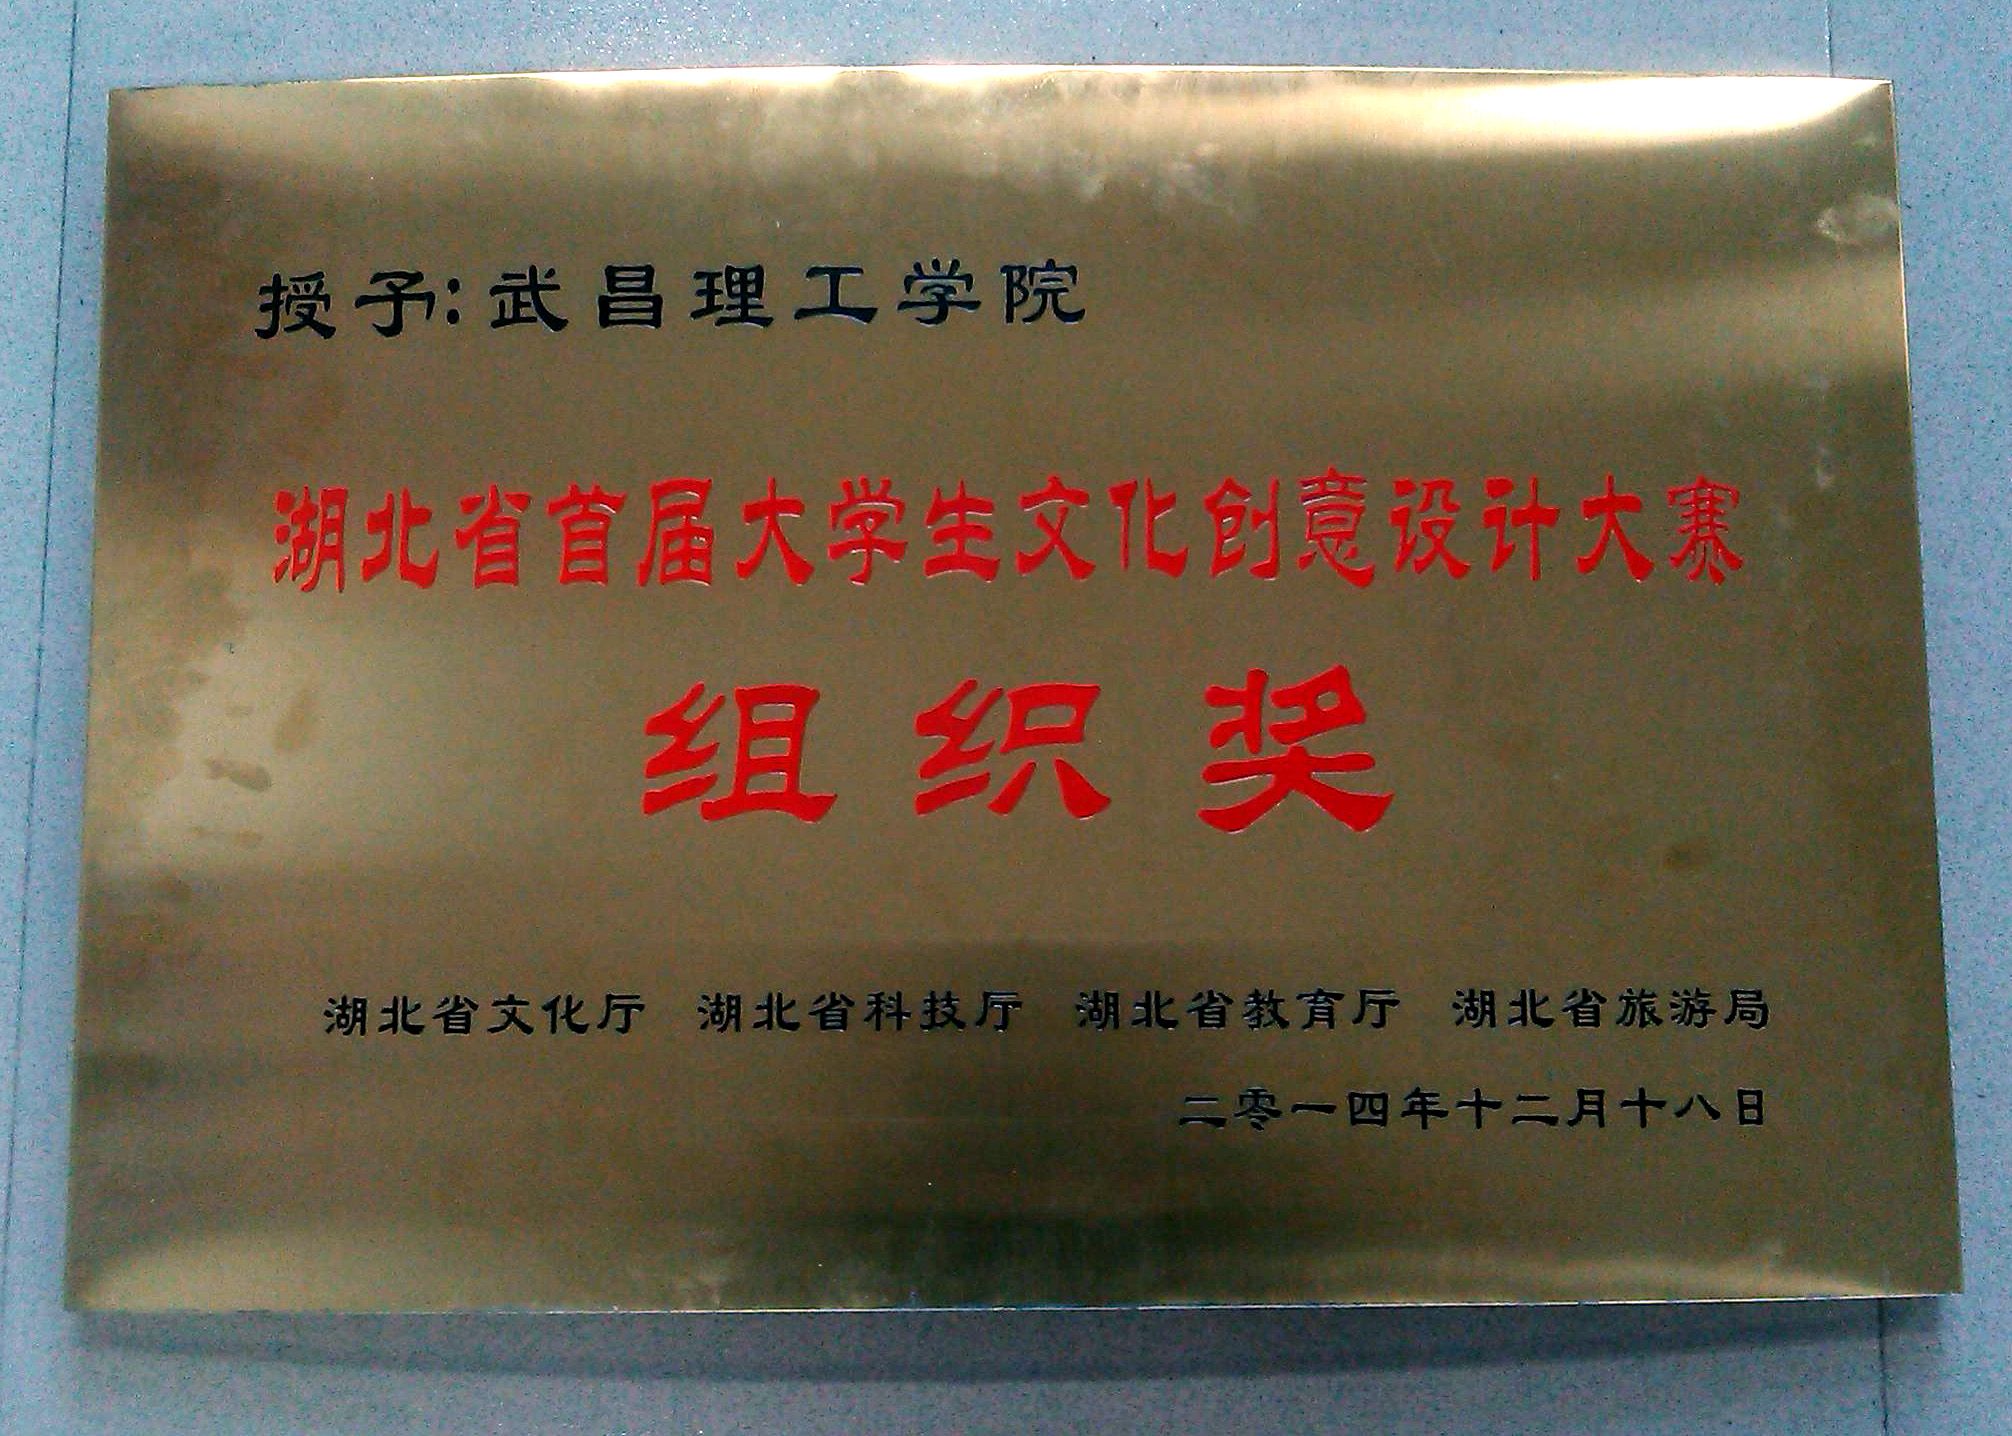 授予:武昌理工学院
湖北省首届大学生文化创意设计大赛
组织奖
湖北省文化厅 湖北省科技厅 湖北省教育厅 湖北省旅游局
二零一四年十二月十八日